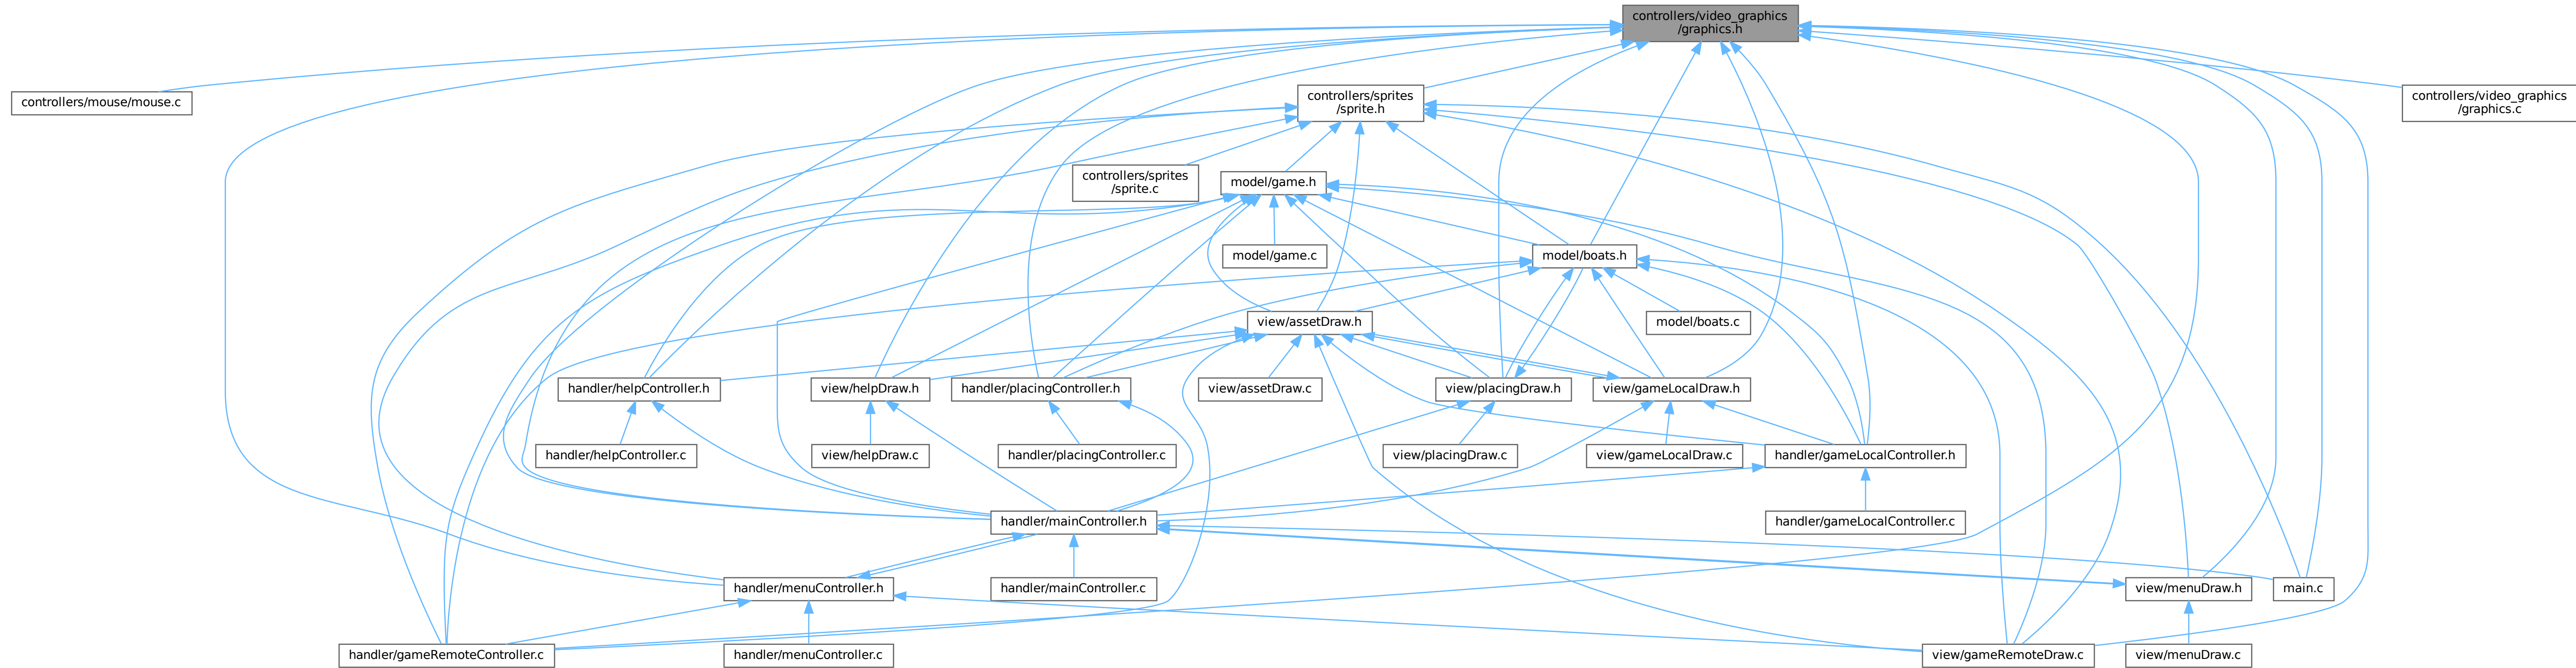 controllers/video_graphics
/graphics.h
controllers/mouse/mouse.c
controllers/sprites
/sprite.h
controllers/video_graphics
/graphics.c
controllers/sprites
/sprite.c
model/game.h
model/game.c
model/boats.h
view/assetDraw.h
model/boats.c
handler/helpController.h
view/helpDraw.h
handler/placingController.h
view/assetDraw.c
view/placingDraw.h
view/gameLocalDraw.h
handler/helpController.c
view/helpDraw.c
handler/placingController.c
view/placingDraw.c
view/gameLocalDraw.c
handler/gameLocalController.h
handler/mainController.h
handler/gameLocalController.c
handler/menuController.h
handler/mainController.c
view/menuDraw.h
main.c
handler/gameRemoteController.c
handler/menuController.c
view/gameRemoteDraw.c
view/menuDraw.c